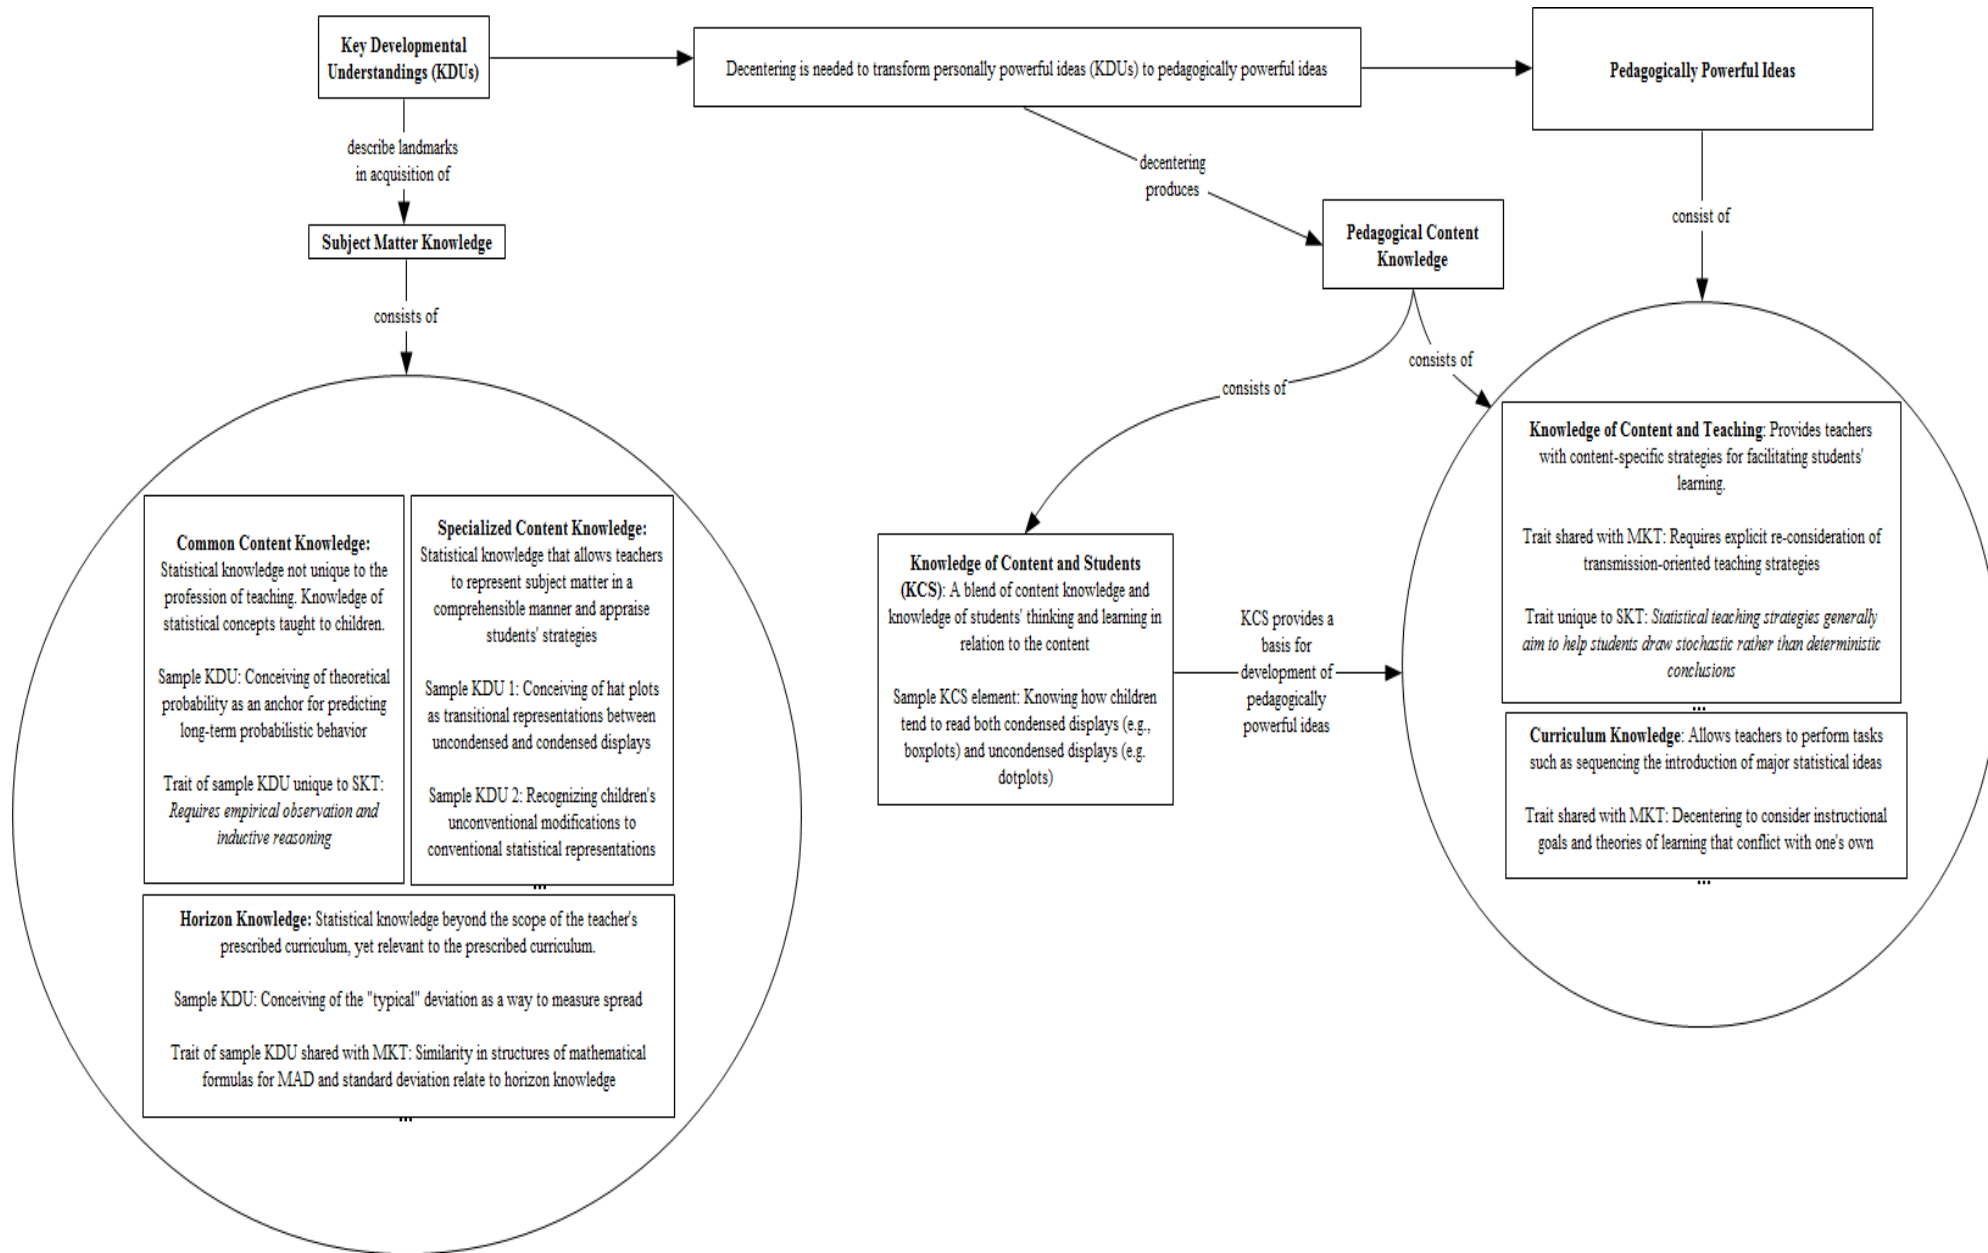 Key Developmental
Understandings (KDUs)
Decentering is needed to transform personally powerful ideas (KDUs) to pedagogically powerful ideas
Pedagogically Powerful Ideas
describe landmarks
in acquisition of
decentering
produces
consist of
Subject Matter Knowledge
Pedagogical Content
Knowledge
consists of
consists of
consists of
Common Content Knowledge:
Statistical knowledge not unique to the
profession of teaching. Knowledge of
statistical concepts taught to children.
Sample KDU: Conceiving of theoretical
probability as an anchor for predicting
long-term probabilistic behavior
Trait of sample KDU unique to SKT:
Requires empirical observation and
inductive reasoning
Specialized Content Knowledge:
Statistical knowledge that allows teachers
to represent subject matter in a
comprehensible manner and appraise
students' strategies
Sample KDU 1: Conceiving of hat plots
as transitional representations between
uncondensed and condensed displays
Sample KDU 2: Recognizing children's
unconventional modifications to
conventional statistical representations
...
Horizon Knowledge: Statistical knowledge beyond the scope of the teacher's
prescribed curriculum, yet relevant to the prescribed curriculum.
Sample KDU: Conceiving of the "typical" deviation as a way to measure spread
Trait of sample KDU shared with MKT: Similarity in structures of mathematical
formulas for MAD and standard deviation relate to horizon knowledge
...
Knowledge of Content and Students
(KCS): A blend of content knowledge and
knowledge of students' thinking and learning in
relation to the content
Sample KCS element: Knowing how children
tend to read both condensed displays (e.g.,
boxplots) and uncondensed displays (e.g.
dotplots)
KCS provides a
basis for
development of
pedagogically
powerful ideas
Knowledge of Content and Teaching: Provides teachers
with content-specific strategies for facilitating students'
learning.
Trait shared with MKT: Requires explicit re-consideration of
transmission-oriented teaching strategies
Trait unique to SKT: Statistical teaching strategies generally
aim to help students draw stochastic rather than deterministic
conclusions
...
Curriculum Knowledge: Allows teachers to perform tasks
such as sequencing the introduction of major statistical ideas
Trait shared with MKT: Decentering to consider instructional
goals and theories of learning that conflict with one's own
...